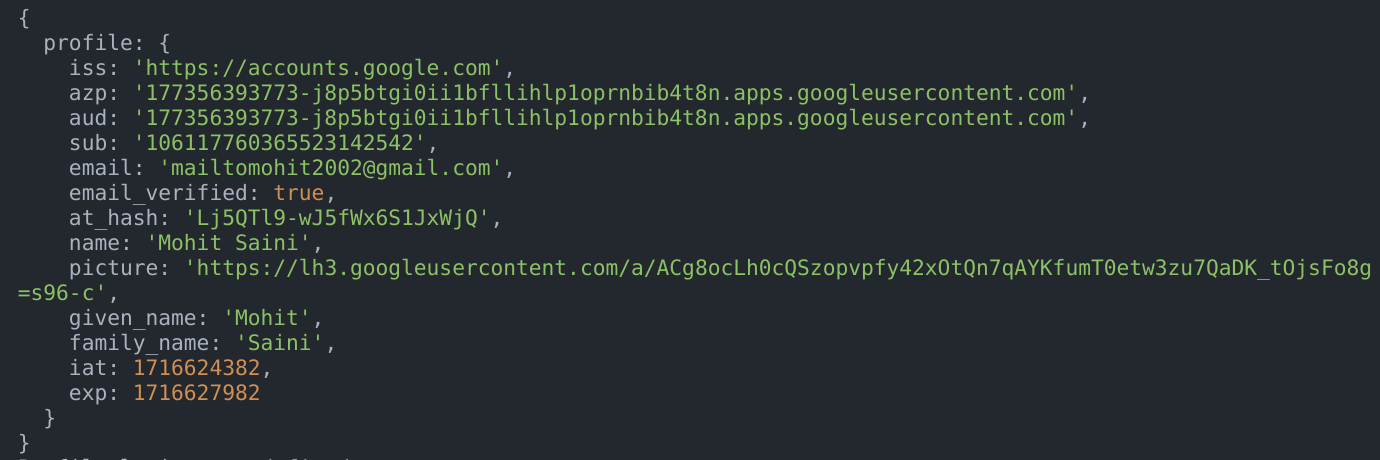 {
  profile: {
    iss: 'https://accounts.google.com',
    azp: '177356393773-j8p5btgi0ii1bfllihlp1oprnbib4t8n.apps.googleusercontent.com',
    aud: '177356393773-j8p5btgi0ii1bfllihlp1oprnbib4t8n.apps.googleusercontent.com',
    sub: '106117760365523142542',
    email: 'mailtomohit2002@gmail.com',
    email_verified: true,
    at_hash: 'Lj5QTl9-wJ5fWx6S1JxWjQ',
    name: 'Mohit Saini',
    picture: 'https://lh3.googleusercontent.com/a/ACg8ocLh0cQSzopvpfy42xOtQn7qAYKfumT0etw3zu7QaDK_tOjsFo8g
=s96-c',
    given_name: 'Mohit',
    family_name: 'Saini',
    iat: 1716624382,
    exp: 1716627982
  }
}